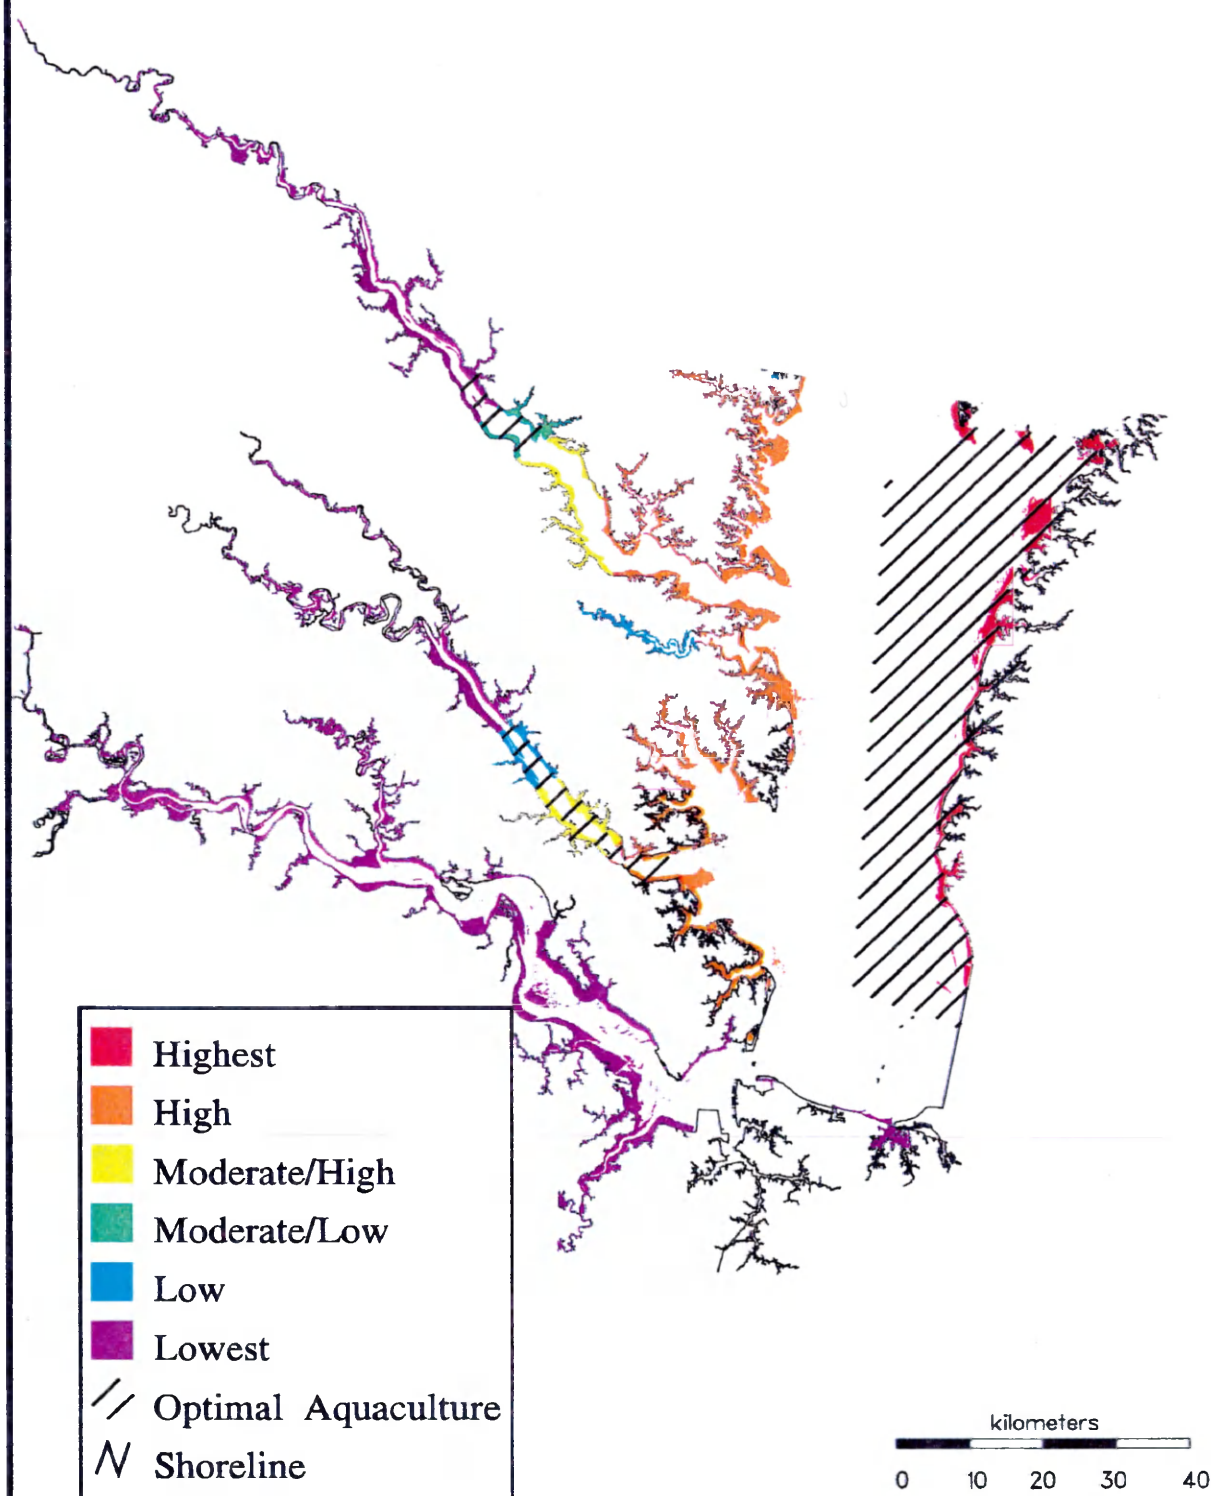 Highest
High
Moderate/High
Moderate/Low
Low
Lowest
Optimal Aquaculture
Shoreline
kilometers
0 10 20 30 40